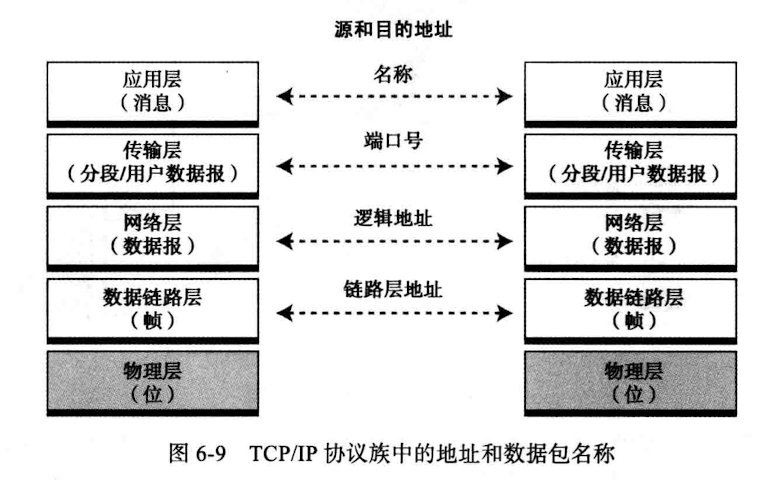 源和目的地址
应用层
（消息）
名称
应用层
（消息）
传输层
（分段/用户数据报）
端口号
传输层
（分段/用户数据报）
网络层
（数据报）
逻辑地址
网络层
（数据报）
数据链路层
（帧）
链路层地址
数据链路层
（帧）
物理层
（位）
物理层
（位）
图 6-9 TCP/IP 协议族中的地址和数据包名称